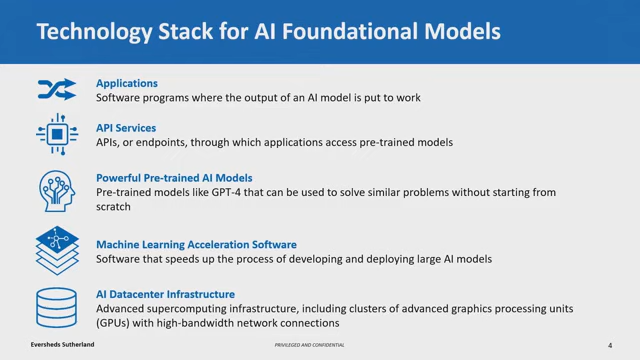 Technology Stack for AI Foundational Models
Applications
Software programs where the output of an AI model is put to work
API Services
APIs, or endpoints, through which applications access pre-trained models
Powerful Pre-trained AI Models
Pre-trained models like GPT-4 that can be used to solve similar problems without starting from
scratch
Machine Learning Acceleration Software
Software that speeds up the process of developing and deploying large AI models
AI Datacenter Infrastructure
Advanced supercomputing infrastructure, including clusters of advanced graphics processing units
(GPUs) with high-bandwidth network connections
Eversheds Sutherland
PRIVILEGED AND CONFIDENTIAL
4